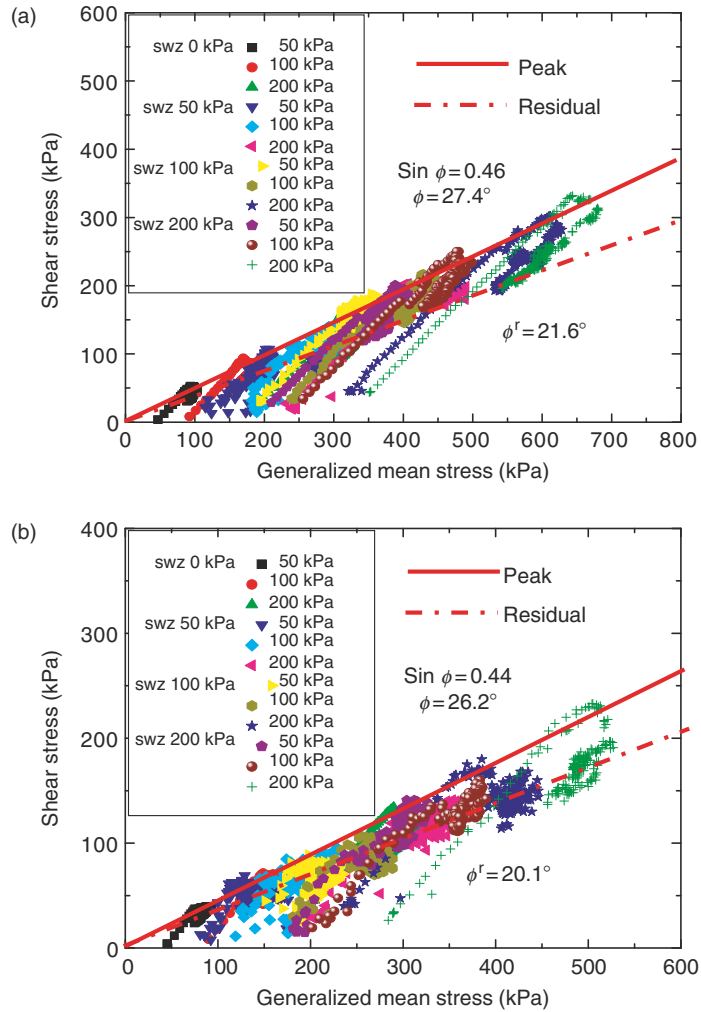 (a)
600
500
400
300
200
100
0
Shear stress (kPa)
swz 0 kPa
50 kPa
100 kPa
200 kPa
swz 50 kPa
50 kPa
100 kPa
200 kPa
swz 100 kPa
50 kPa
100 kPa
200 kPa
swz 200 kPa
50 kPa
100 kPa
200 kPa
Peak
Residual
Sin ϕ = 0.46
ϕ = 27.4°
ϕʳ = 21.6°
0 100 200 300 400 500 600 700 800
Generalized mean stress (kPa)
(b)
400
300
200
100
0
Shear stress (kPa)
swz 0 kPa
50 kPa
100 kPa
200 kPa
swz 50 kPa
50 kPa
100 kPa
200 kPa
swz 100 kPa
50 kPa
100 kPa
200 kPa
swz 200 kPa
50 kPa
100 kPa
200 kPa
Peak
Residual
Sin ϕ = 0.44
ϕ = 26.2°
ϕʳ = 20.1°
0 100 200 300 400 500 600
Generalized mean stress (kPa)